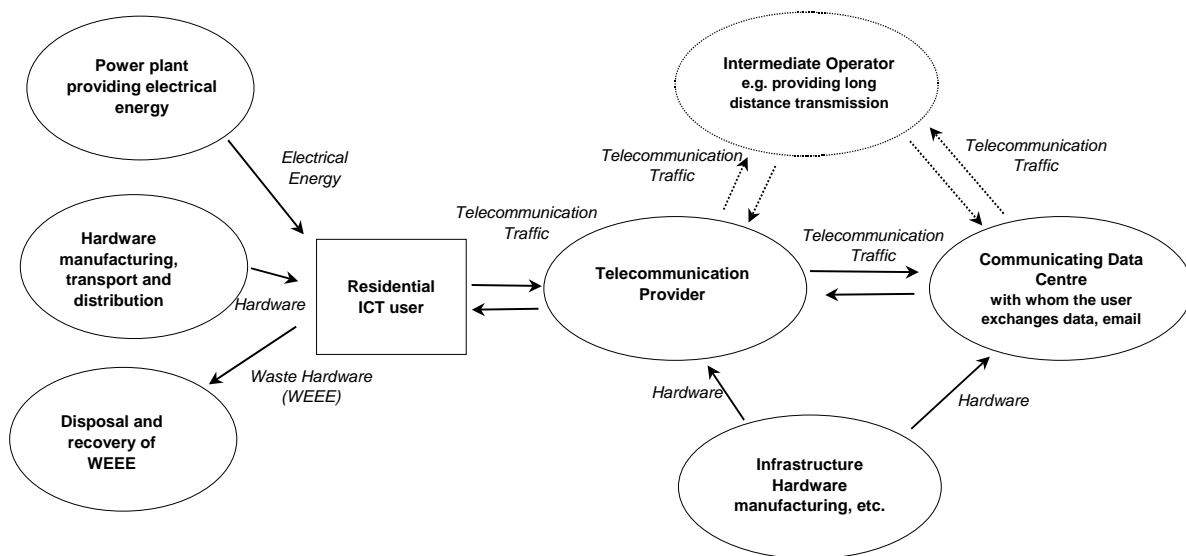 Power plant
providing electrical
energy
Intermediate Operator
e.g. providing long
distance transmission
Electrical
Energy
Telecommunication
Traffic
Telecommunication
Traffic
Hardware
manufacturing,
transport and
distribution
Hardware
Residential
ICT user
Telecommunication
Traffic
Telecommunication
Provider
Telecommunication
Traffic
Communicating Data
Centre
with whom the user
exchanges data, email
Waste Hardware
(WEEE)
Disposal and
recovery of
WEEE
Hardware
Hardware
Infrastructure
Hardware
manufacturing, etc.